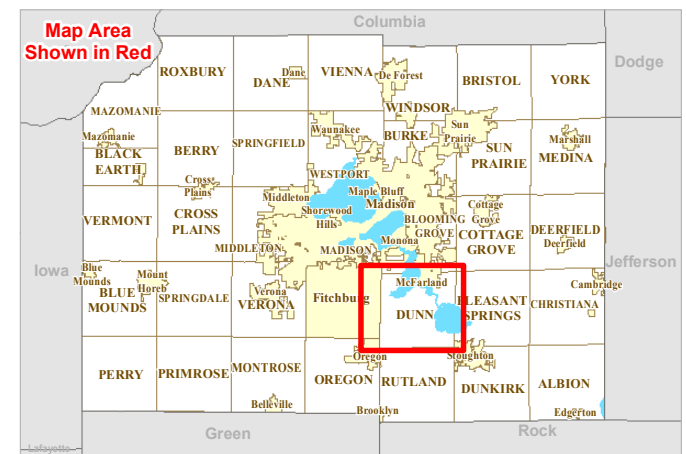 Columbia
Map Area
Shown in Red
Dodge
ROXBURY
DANE
Dane
VIENNA
De Forest
BRISTOL
YORK
MAZOMANIE
WINDSOR
Mazomanie
BLACK
EARTH
BERRY
SPRINGFIELD
Waunakee
BURKE
Sun
Prairie
SUN
PRAIRIE
Marshall
MEDINA
WESTPORT
Cross
Plains
Middleton
Maple Bluff
Shorewood
Hills
Madison
Cottage
Grove
VERMONT
CROSS
PLAINS
BLOOMING
GROVE
COTTAGE
GROVE
DEERFIELD
Deerfield
MIDDLETON
MADISON
Monona
Iowa
Jefferson
Blue
Mounds
Mount
Horeb
BLUE
MOUNDS
SPRINGDALE
Verona
VERONA
Fitchburg
McFarland
DUNN
PLEASANT
SPRINGS
Cambridge
CHRISTIANA
Oregon
Stoughton
PERRY
PRIMROSE
MONTROSE
OREGON
RUTLAND
DUNKIRK
ALBION
Belleville
Brooklyn
Edgerton
Green
Rock
Lafayette